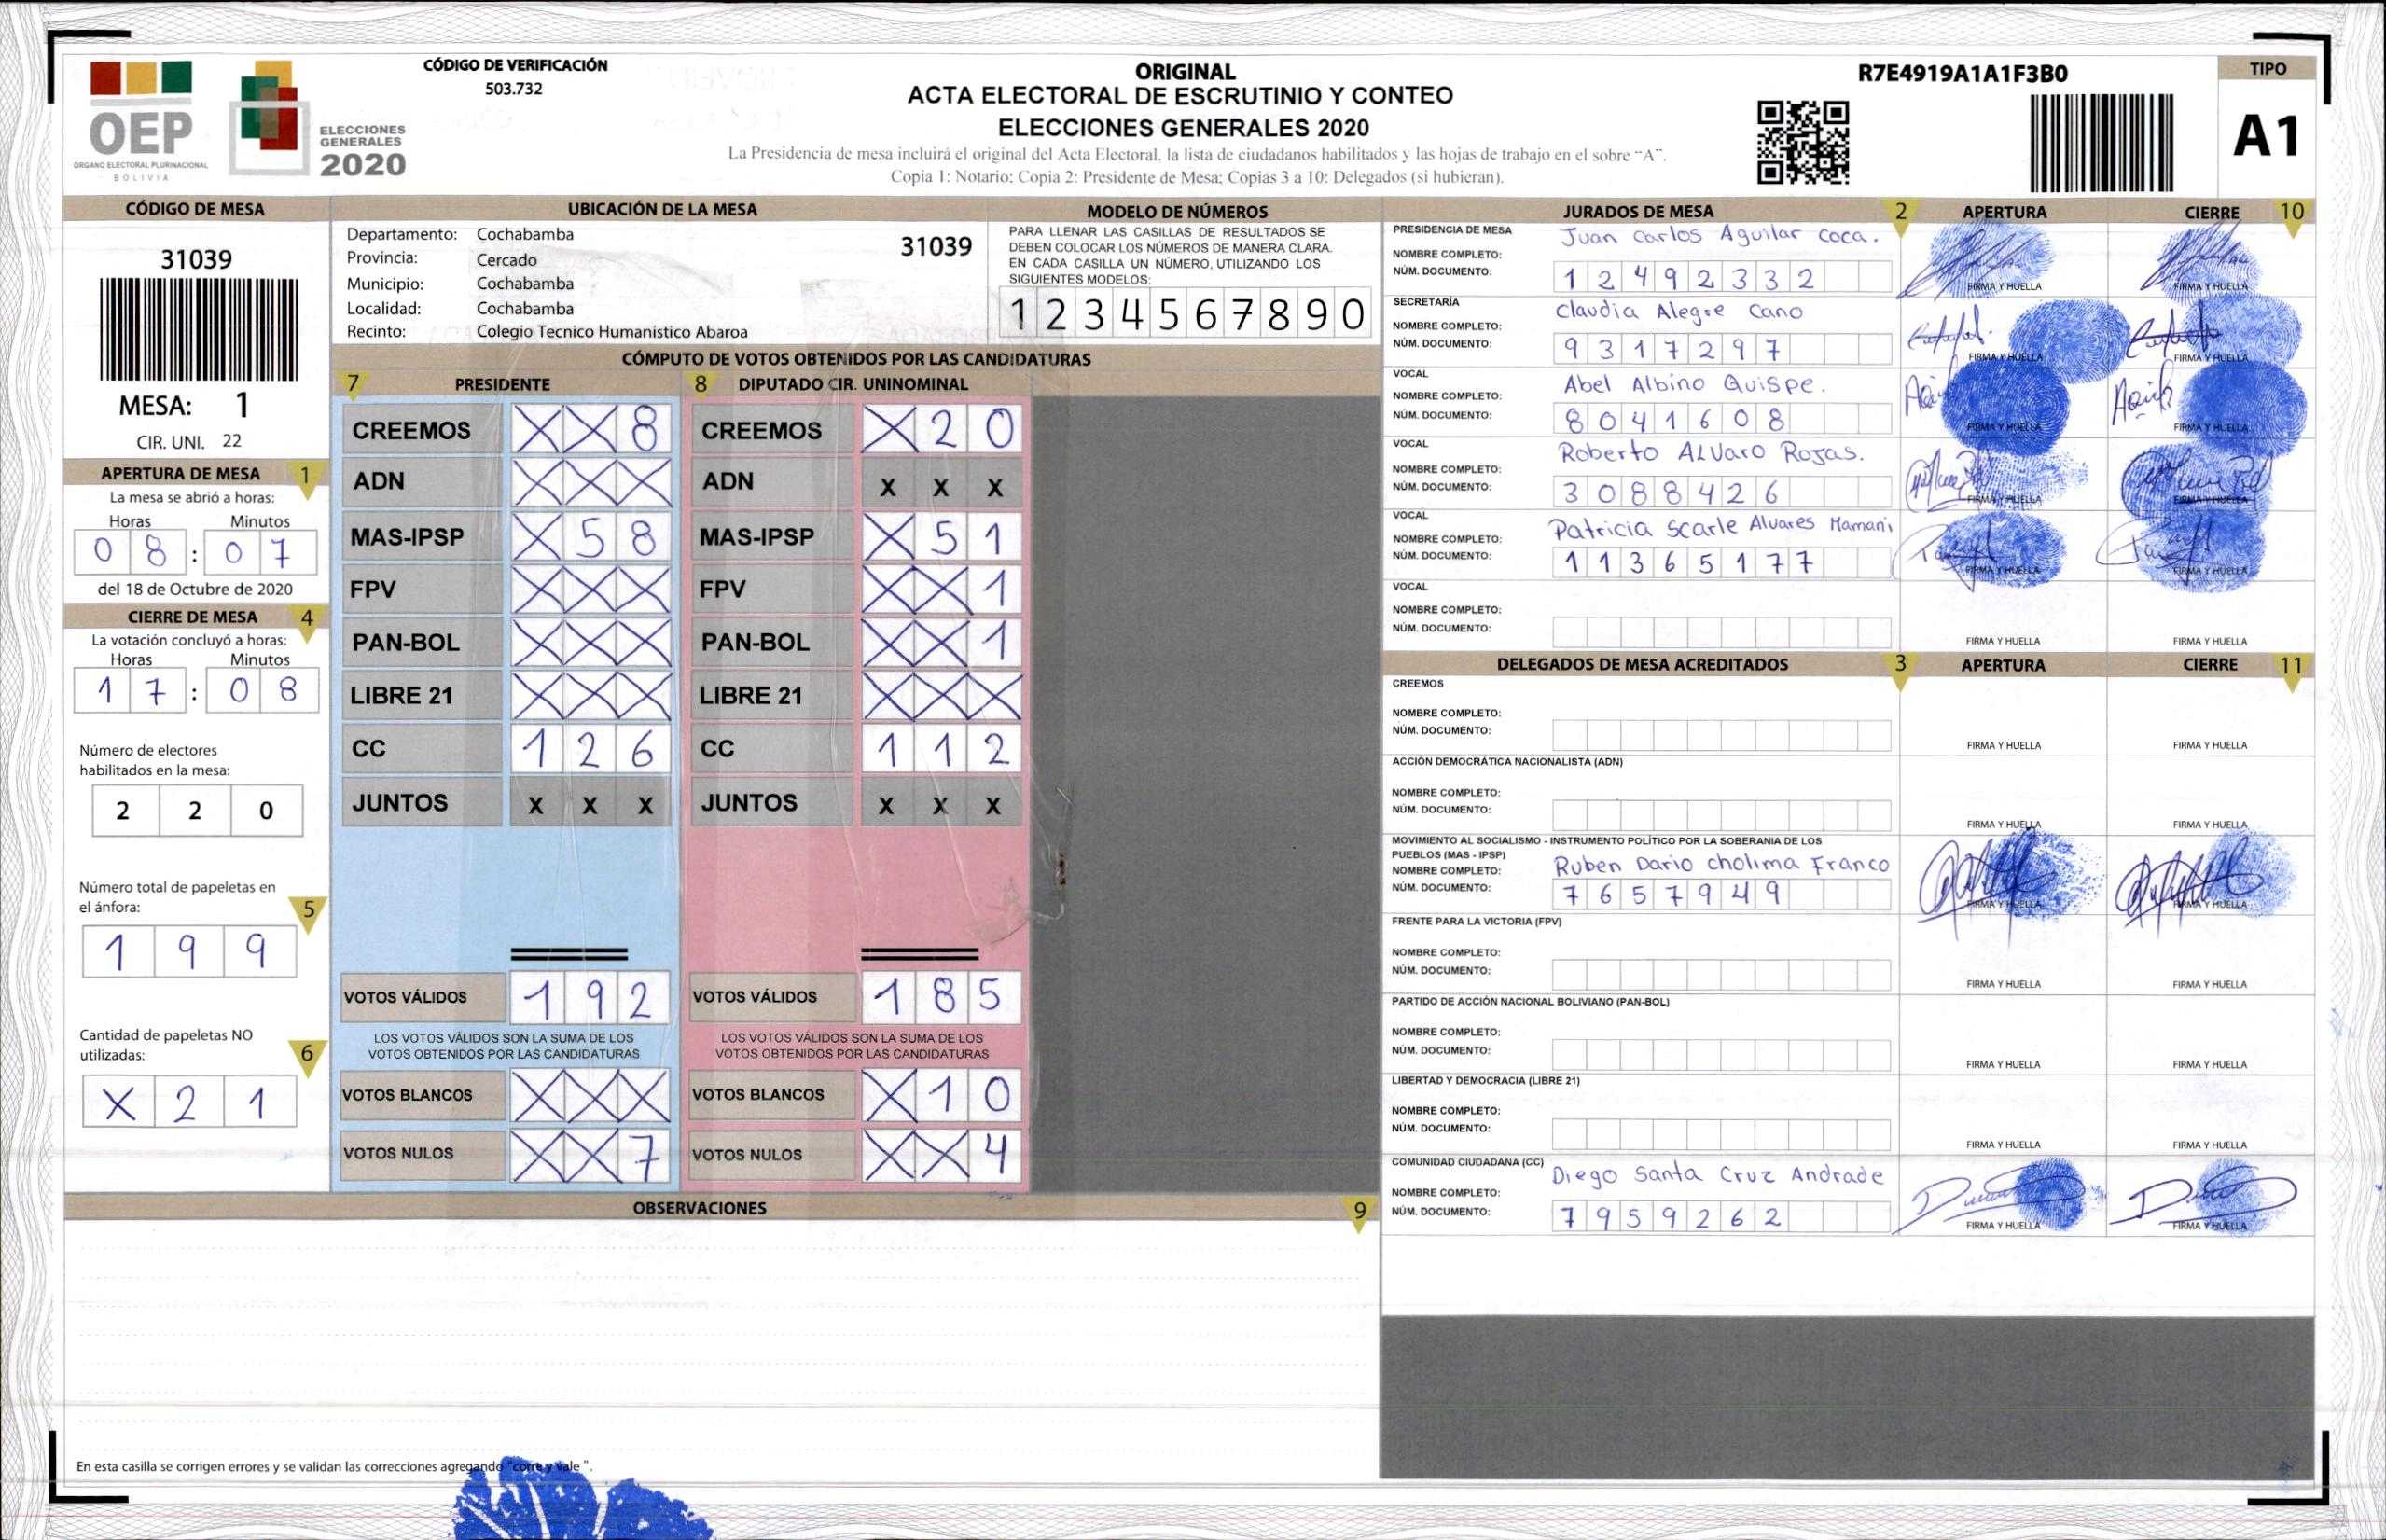 OEP
ÓRGANO ELECTORAL PLURINACIONAL
BOLIVIA
ELECCIONES
GENERALES
2020
CÓDIGO DE VERIFICACIÓN
503.732
ORIGINAL
ACTA ELECTORAL DE ESCRUTINIO Y CONTEO
ELECCIONES GENERALES 2020
La Presidencia de mesa incluirá el original del Acta Electoral, la lista de ciudadanos habilitados y las hojas de trabajo en el sobre “A”.
Copia 1: Notario; Copia 2: Presidente de Mesa; Copias 3 a 10: Delegados (si hubieran).
R7E4919A1A1F3B0
TIPO
A1
CÓDIGO DE MESA
31039
MESA: 1
CIR. UNI. 22
APERTURA DE MESA 1
La mesa se abrió a horas:
Horas Minutos
0 8 : 0 7
del 18 de Octubre de 2020
CIERRE DE MESA 4
La votación concluyó a horas:
Horas Minutos
1 7 : 0 8
Número de electores
habilitados en la mesa:
2 2 0
Número total de papeletas en
el ánfora: 5
1 9 9
Cantidad de papeletas NO
utilizadas: 6
X 2 1
UBICACIÓN DE LA MESA
Departamento: Cochabamba
31039
Provincia: Cercado
Municipio: Cochabamba
Localidad: Cochabamba
Recinto: Colegio Tecnico Humanistico Abaroa
MODELO DE NÚMEROS
PARA LLENAR LAS CASILLAS DE RESULTADOS SE
DEBEN COLOCAR LOS NÚMEROS DE MANERA CLARA.
EN CADA CASILLA UN NÚMERO, UTILIZANDO LOS
SIGUIENTES MODELOS:
1 2 3 4 5 6 7 8 9 0
CÓMPUTO DE VOTOS OBTENIDOS POR LAS CANDIDATURAS
7 PRESIDENTE 8 DIPUTADO CIR. UNINOMINAL
CREEMOS X X 8 CREEMOS X 2 0
ADN X X X ADN X X X
MAS-IPSP X 5 8 MAS-IPSP X 5 1
FPV X X X FPV X X 1
PAN-BOL X X X PAN-BOL X X 1
LIBRE 21 X X X LIBRE 21 X X X
CC 1 2 6 CC 1 1 2
JUNTOS X X X JUNTOS X X X
VOTOS VÁLIDOS 1 9 2 VOTOS VÁLIDOS 1 8 5
LOS VOTOS VÁLIDOS SON LA SUMA DE LOS LOS VOTOS VÁLIDOS SON LA SUMA DE LOS
VOTOS OBTENIDOS POR LAS CANDIDATURAS VOTOS OBTENIDOS POR LAS CANDIDATURAS
VOTOS BLANCOS X X X VOTOS BLANCOS X 1 0
VOTOS NULOS X X 7 VOTOS NULOS X X 4
OBSERVACIONES 9
En esta casilla se corrigen errores y se validan las correcciones agregando “corre y vale ”.
JURADOS DE MESA 2 APERTURA CIERRE 10
PRESIDENCIA DE MESA
NOMBRE COMPLETO: Juan Carlos Aguilar Coca.
NÚM. DOCUMENTO: 1 2 4 9 2 3 3 2
FIRMA Y HUELLA FIRMA Y HUELLA
SECRETARÍA
NOMBRE COMPLETO: Claudia Alegre Cano
NÚM. DOCUMENTO: 9 3 1 7 2 9 7
FIRMA Y HUELLA FIRMA Y HUELLA
VOCAL
NOMBRE COMPLETO: Abel Albino Quispe.
NÚM. DOCUMENTO: 8 0 4 1 6 0 8
FIRMA Y HUELLA FIRMA Y HUELLA
VOCAL
NOMBRE COMPLETO: Roberto ALVaro Rojas.
NÚM. DOCUMENTO: 3 0 8 8 4 2 6
FIRMA Y HUELLA FIRMA Y HUELLA
VOCAL
NOMBRE COMPLETO: Patricia Scarle Alvares Mamani
NÚM. DOCUMENTO: 1 1 3 6 5 1 7 7
FIRMA Y HUELLA FIRMA Y HUELLA
VOCAL
NOMBRE COMPLETO:
NÚM. DOCUMENTO:
FIRMA Y HUELLA FIRMA Y HUELLA
DELEGADOS DE MESA ACREDITADOS 3 APERTURA CIERRE 11
CREEMOS
NOMBRE COMPLETO:
NÚM. DOCUMENTO:
FIRMA Y HUELLA FIRMA Y HUELLA
ACCIÓN DEMOCRÁTICA NACIONALISTA (ADN)
NOMBRE COMPLETO:
NÚM. DOCUMENTO:
FIRMA Y HUELLA FIRMA Y HUELLA
MOVIMIENTO AL SOCIALISMO - INSTRUMENTO POLÍTICO POR LA SOBERANIA DE LOS
PUEBLOS (MAS - IPSP)
NOMBRE COMPLETO: Ruben Dario cholima Franco
NÚM. DOCUMENTO: 7 6 5 7 9 4 9
FIRMA Y HUELLA FIRMA Y HUELLA
FRENTE PARA LA VICTORIA (FPV)
NOMBRE COMPLETO:
NÚM. DOCUMENTO:
FIRMA Y HUELLA FIRMA Y HUELLA
PARTIDO DE ACCIÓN NACIONAL BOLIVIANO (PAN-BOL)
NOMBRE COMPLETO:
NÚM. DOCUMENTO:
FIRMA Y HUELLA FIRMA Y HUELLA
LIBERTAD Y DEMOCRACIA (LIBRE 21)
NOMBRE COMPLETO:
NÚM. DOCUMENTO:
FIRMA Y HUELLA FIRMA Y HUELLA
COMUNIDAD CIUDADANA (CC)
NOMBRE COMPLETO: Diego Santa Cruz Andrade
NÚM. DOCUMENTO: 7 9 5 9 2 6 2
FIRMA Y HUELLA FIRMA Y HUELLA